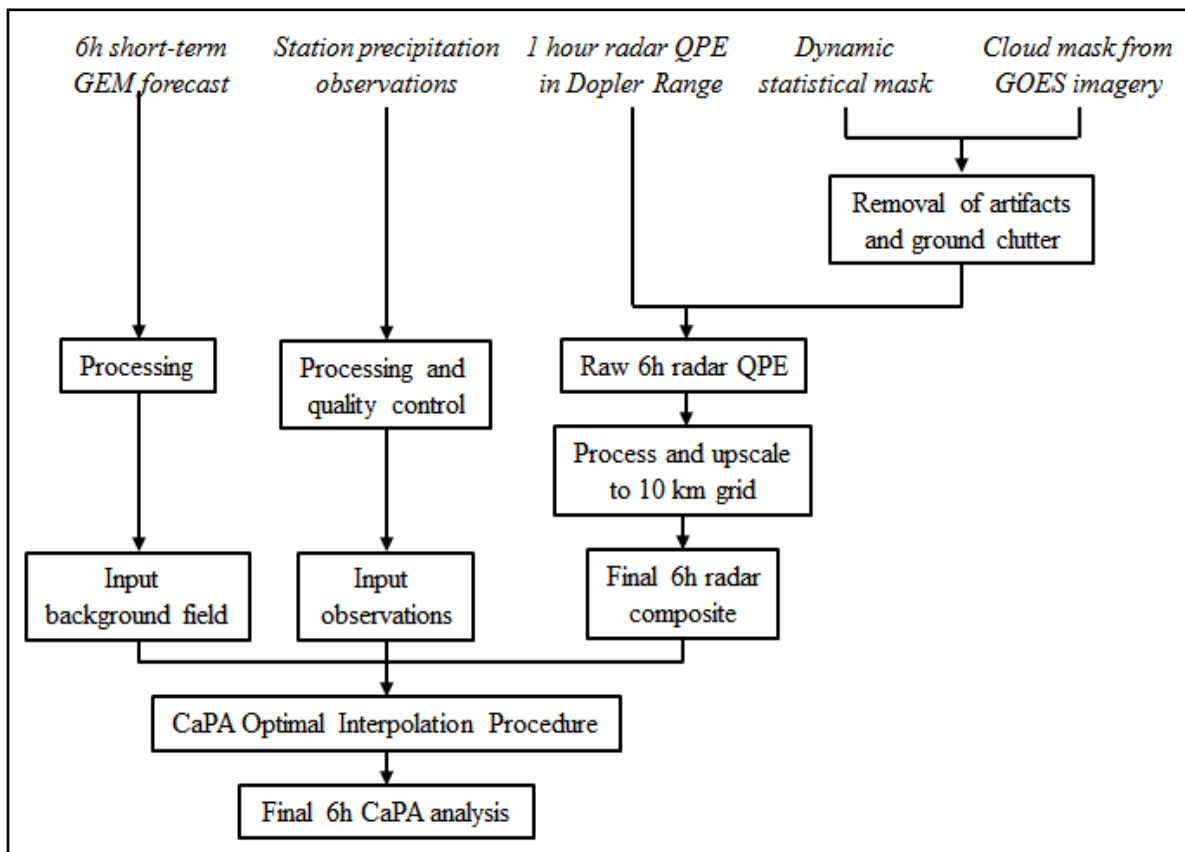 6h short-term
GEM forecast
Station precipitation
observations
1 hour radar QPE
in Dopler Range
Dynamic
statistical mask
Cloud mask from
GOES imagery
Removal of artifacts
and ground clutter
Processing
Processing and
quality control
Raw 6h radar QPE
Process and upscale
to 10 km grid
Input
background field
Input
observations
Final 6h radar
composite
CaPA Optimal Interpolation Procedure
Final 6h CaPA analysis